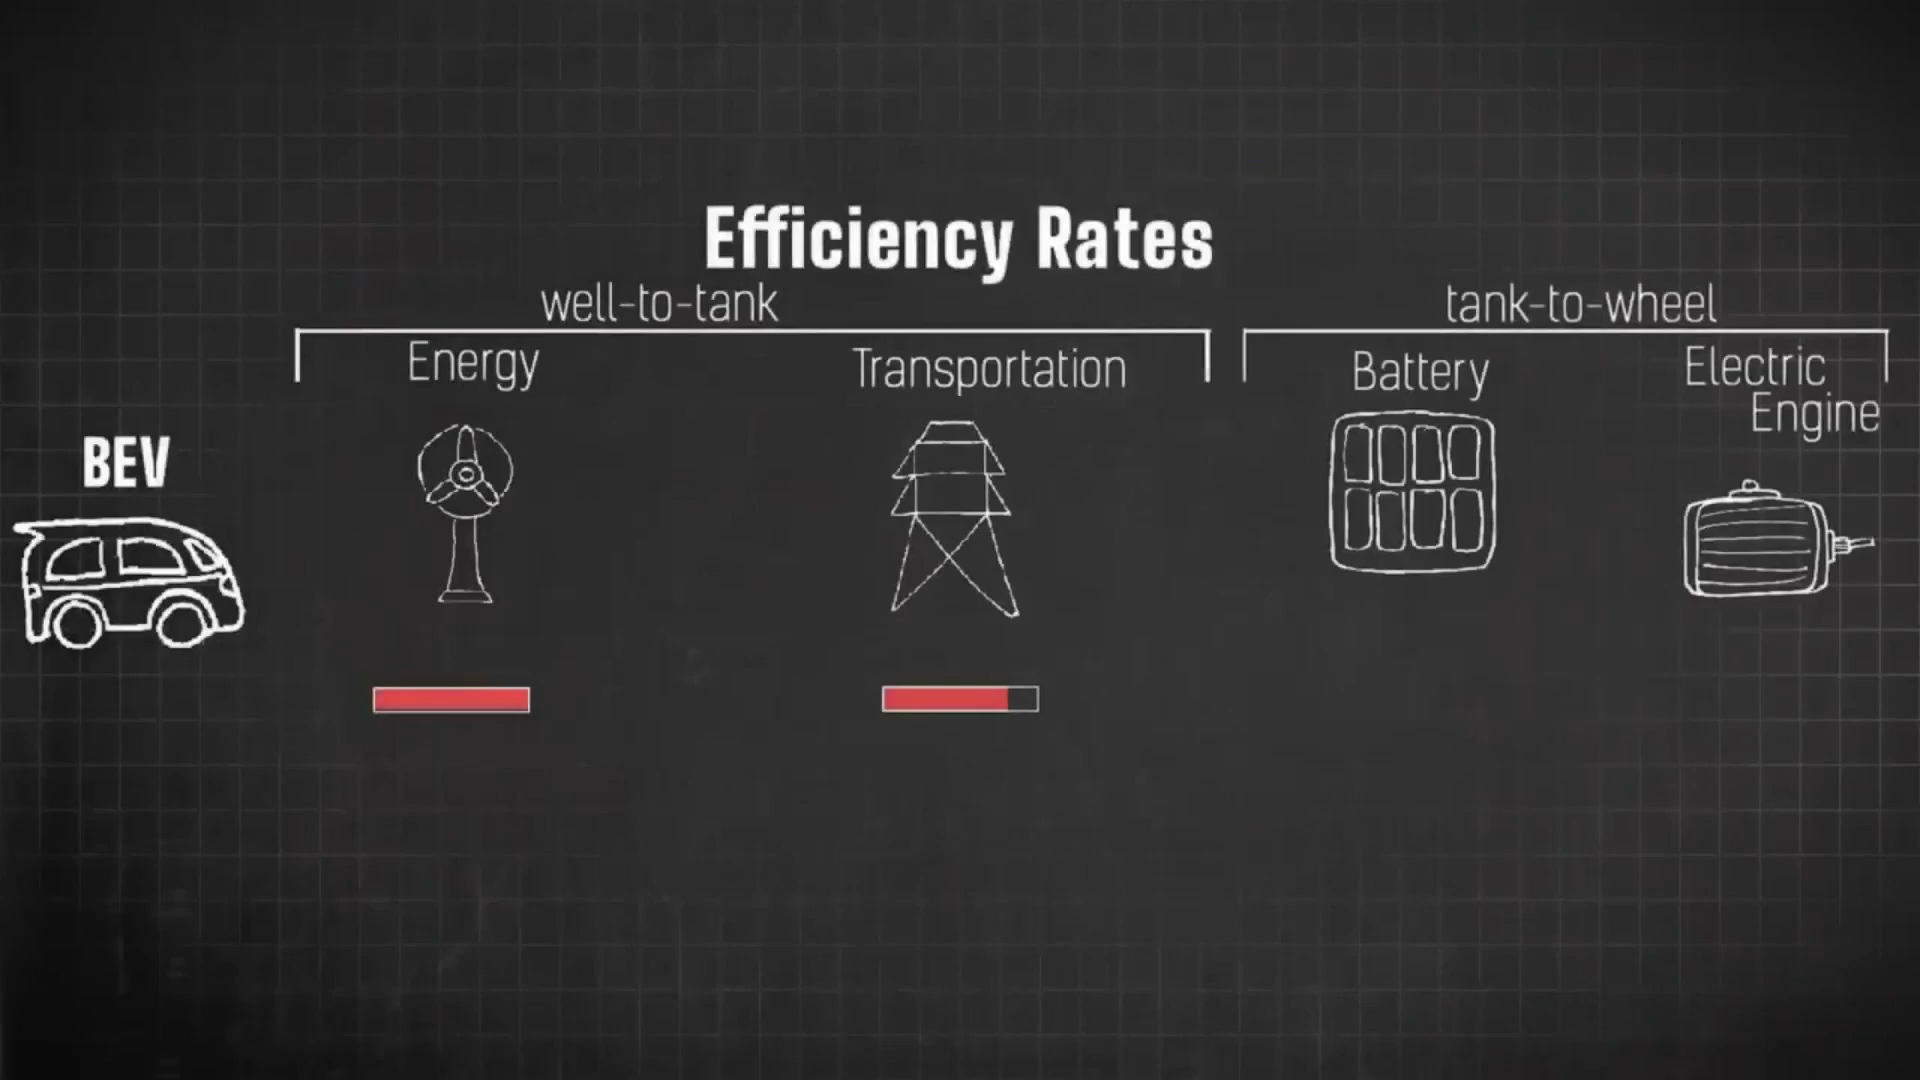 Efficiency Rates
well-to-tank
tank-to-wheel
Energy
Transportation
Battery
Electric
Engine
BEV